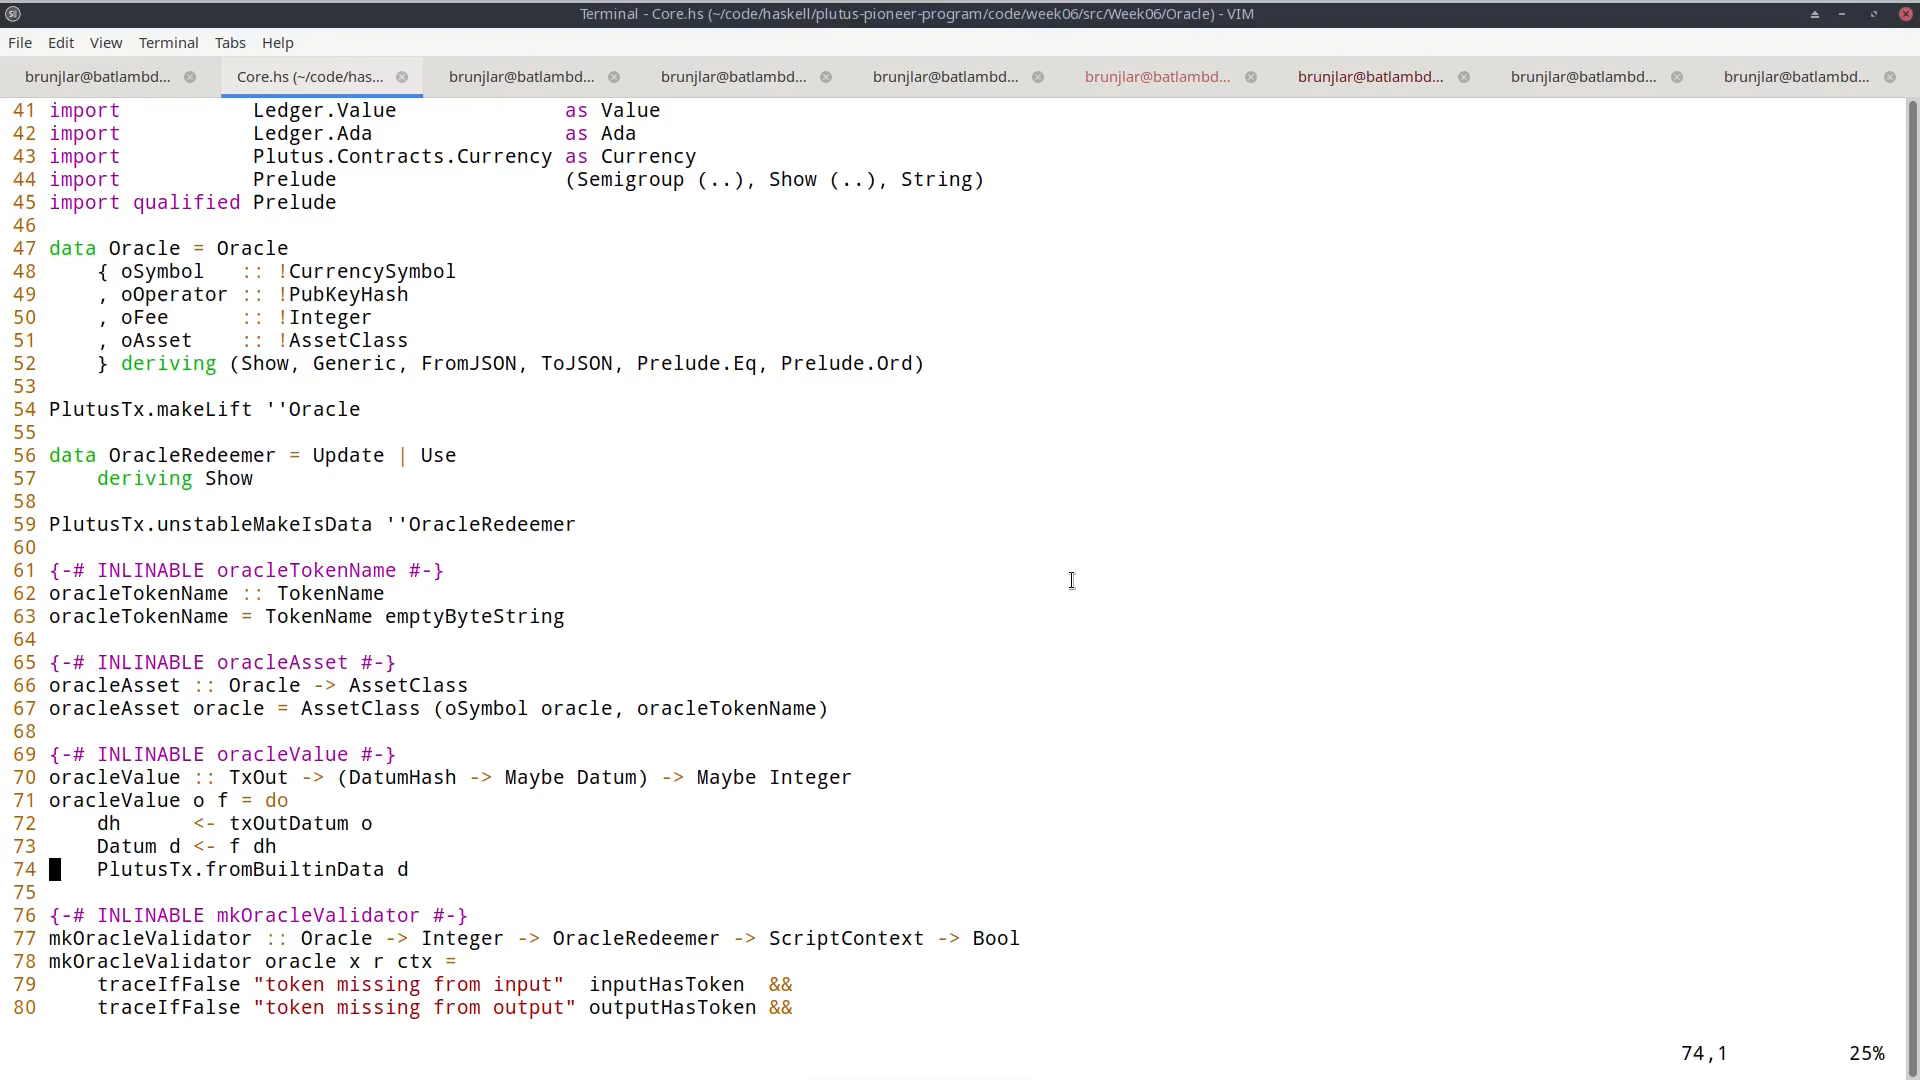 Terminal - Core.hs (~/code/haskell/plutus-pioneer-program/code/week06/src/Week06/Oracle) - VIM
File Edit View Terminal Tabs Help
brunjlar@batlambd... Core.hs (~/code/has... brunjlar@batlambd... brunjlar@batlambd... brunjlar@batlambd... brunjlar@batlambd... brunjlar@batlambd... brunjlar@batlambd... brunjlar@batlambd...
41 import           Ledger.Value              as Value
42 import           Ledger.Ada                as Ada
43 import           Plutus.Contracts.Currency as Currency
44 import           Prelude                   (Semigroup (..), Show (..), String)
45 import qualified Prelude
46
47 data Oracle = Oracle
48     { oSymbol   :: !CurrencySymbol
49     , oOperator :: !PubKeyHash
50     , oFee      :: !Integer
51     , oAsset    :: !AssetClass
52     } deriving (Show, Generic, FromJSON, ToJSON, Prelude.Eq, Prelude.Ord)
53
54 PlutusTx.makeLift ''Oracle
55
56 data OracleRedeemer = Update | Use
57     deriving Show
58
59 PlutusTx.unstableMakeIsData ''OracleRedeemer
60
61 {-# INLINABLE oracleTokenName #-}
62 oracleTokenName :: TokenName
63 oracleTokenName = TokenName emptyByteString
64
65 {-# INLINABLE oracleAsset #-}
66 oracleAsset :: Oracle -> AssetClass
67 oracleAsset oracle = AssetClass (oSymbol oracle, oracleTokenName)
68
69 {-# INLINABLE oracleValue #-}
70 oracleValue :: TxOut -> (DatumHash -> Maybe Datum) -> Maybe Integer
71 oracleValue o f = do
72     dh      <- txOutDatum o
73     Datum d <- f dh
74     PlutusTx.fromBuiltinData d
75
76 {-# INLINABLE mkOracleValidator #-}
77 mkOracleValidator :: Oracle -> Integer -> OracleRedeemer -> ScriptContext -> Bool
78 mkOracleValidator oracle x r ctx =
79     traceIfFalse "token missing from input"  inputHasToken  &&
80     traceIfFalse "token missing from output" outputHasToken &&
74,1 25%